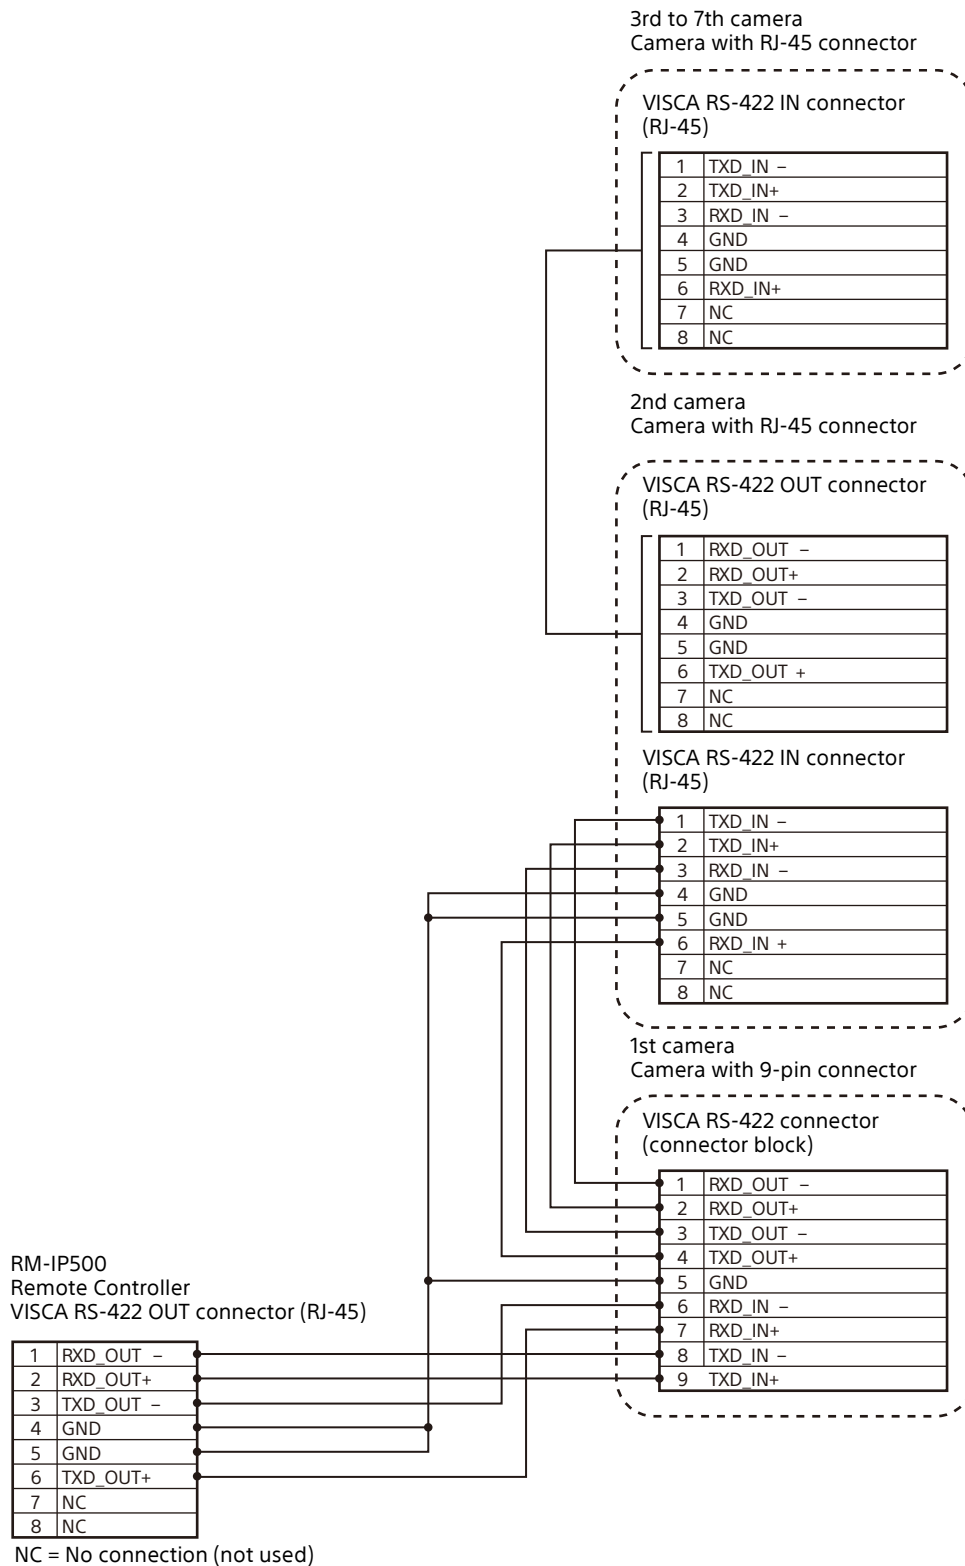 3rd to 7th camera
Camera with RJ-45 connector
VISCA RS-422 IN connector
(RJ-45)
1 TXD_IN –
2 TXD_IN+
3 RXD_IN –
4 GND
5 GND
6 RXD_IN+
7 NC
8 NC
2nd camera
Camera with RJ-45 connector
VISCA RS-422 OUT connector
(RJ-45)
1 RXD_OUT –
2 RXD_OUT+
3 TXD_OUT –
4 GND
5 GND
6 TXD_OUT +
7 NC
8 NC
VISCA RS-422 IN connector
(RJ-45)
1 TXD_IN –
2 TXD_IN+
3 RXD_IN –
4 GND
5 GND
6 RXD_IN +
7 NC
8 NC
1st camera
Camera with 9-pin connector
VISCA RS-422 connector
(connector block)
1 RXD_OUT –
2 RXD_OUT+
3 TXD_OUT –
4 TXD_OUT+
5 GND
6 RXD_IN –
7 RXD_IN+
8 TXD_IN –
9 TXD_IN+
RM-IP500
Remote Controller
VISCA RS-422 OUT connector (RJ-45)
1 RXD_OUT –
2 RXD_OUT+
3 TXD_OUT –
4 GND
5 GND
6 TXD_OUT+
7 NC
8 NC
NC = No connection (not used)